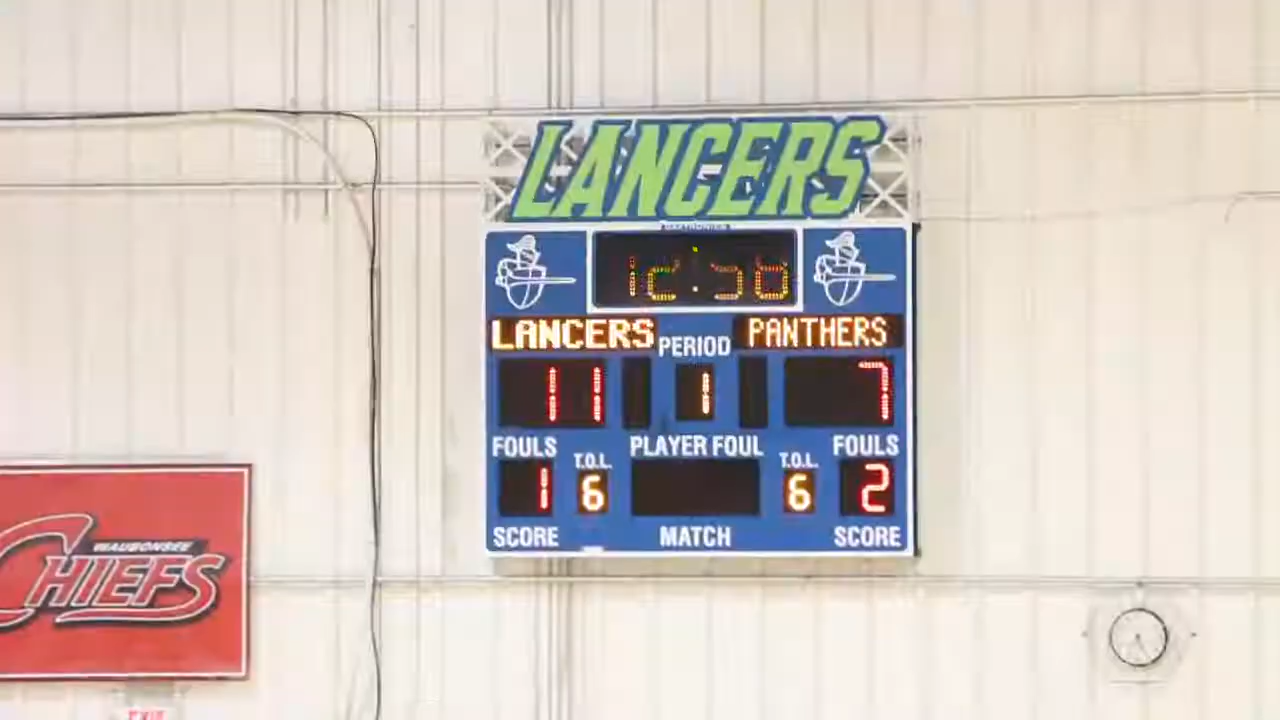 LANCERS
12:56
LANCERS PERIOD PANTHERS
11 1 7
FOULS PLAYER FOUL FOULS
T.O.L. T.O.L.
1 6 6 2
SCORE MATCH SCORE
WAUBONSEE
CHIEFS
EXIT